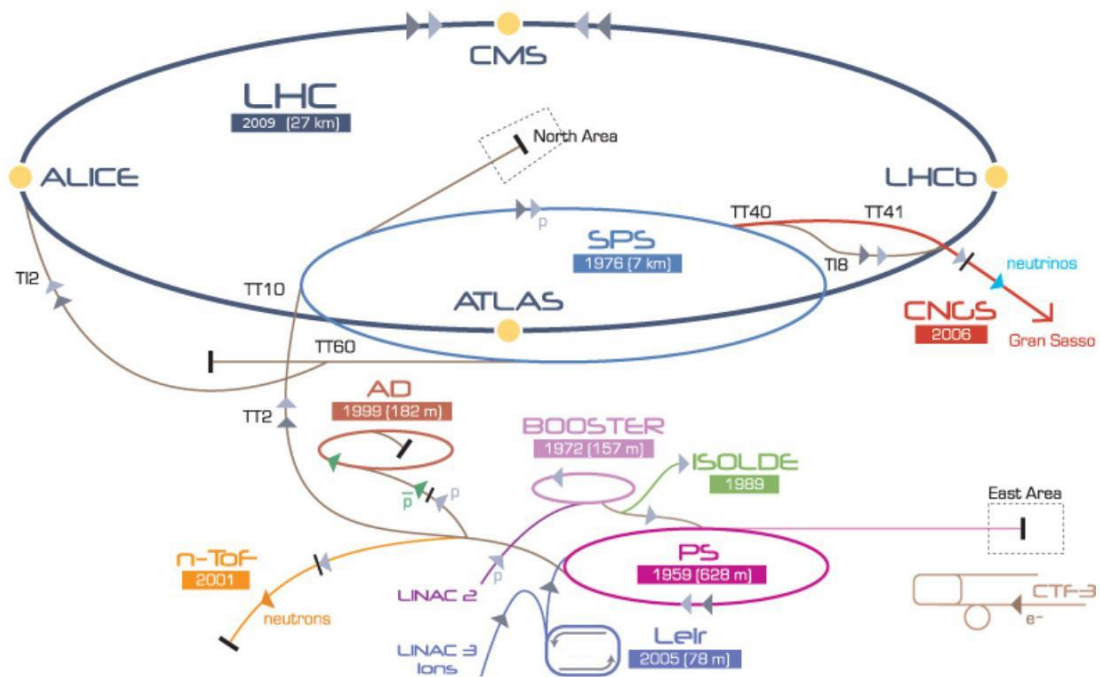 CMS
LHC
2009 (27 km)
North Area
ALICE
LHCb
TT40
TT41
SPS
1976 (7 km)
p
TI2
TI8
neutrinos
TT10
ATLAS
CNGS
2006
Gran Sasso
TT60
AD
1999 (182 m)
TT2
BOOSTER
1972 (157 m)
ISOLDE
1989
p̅
p
East Area
n-ToF
2001
PS
1959 (628 m)
p
LINAC 2
CTF-3
e-
neutrons
LINAC 3
Ions
LeIr
2005 (78 m)